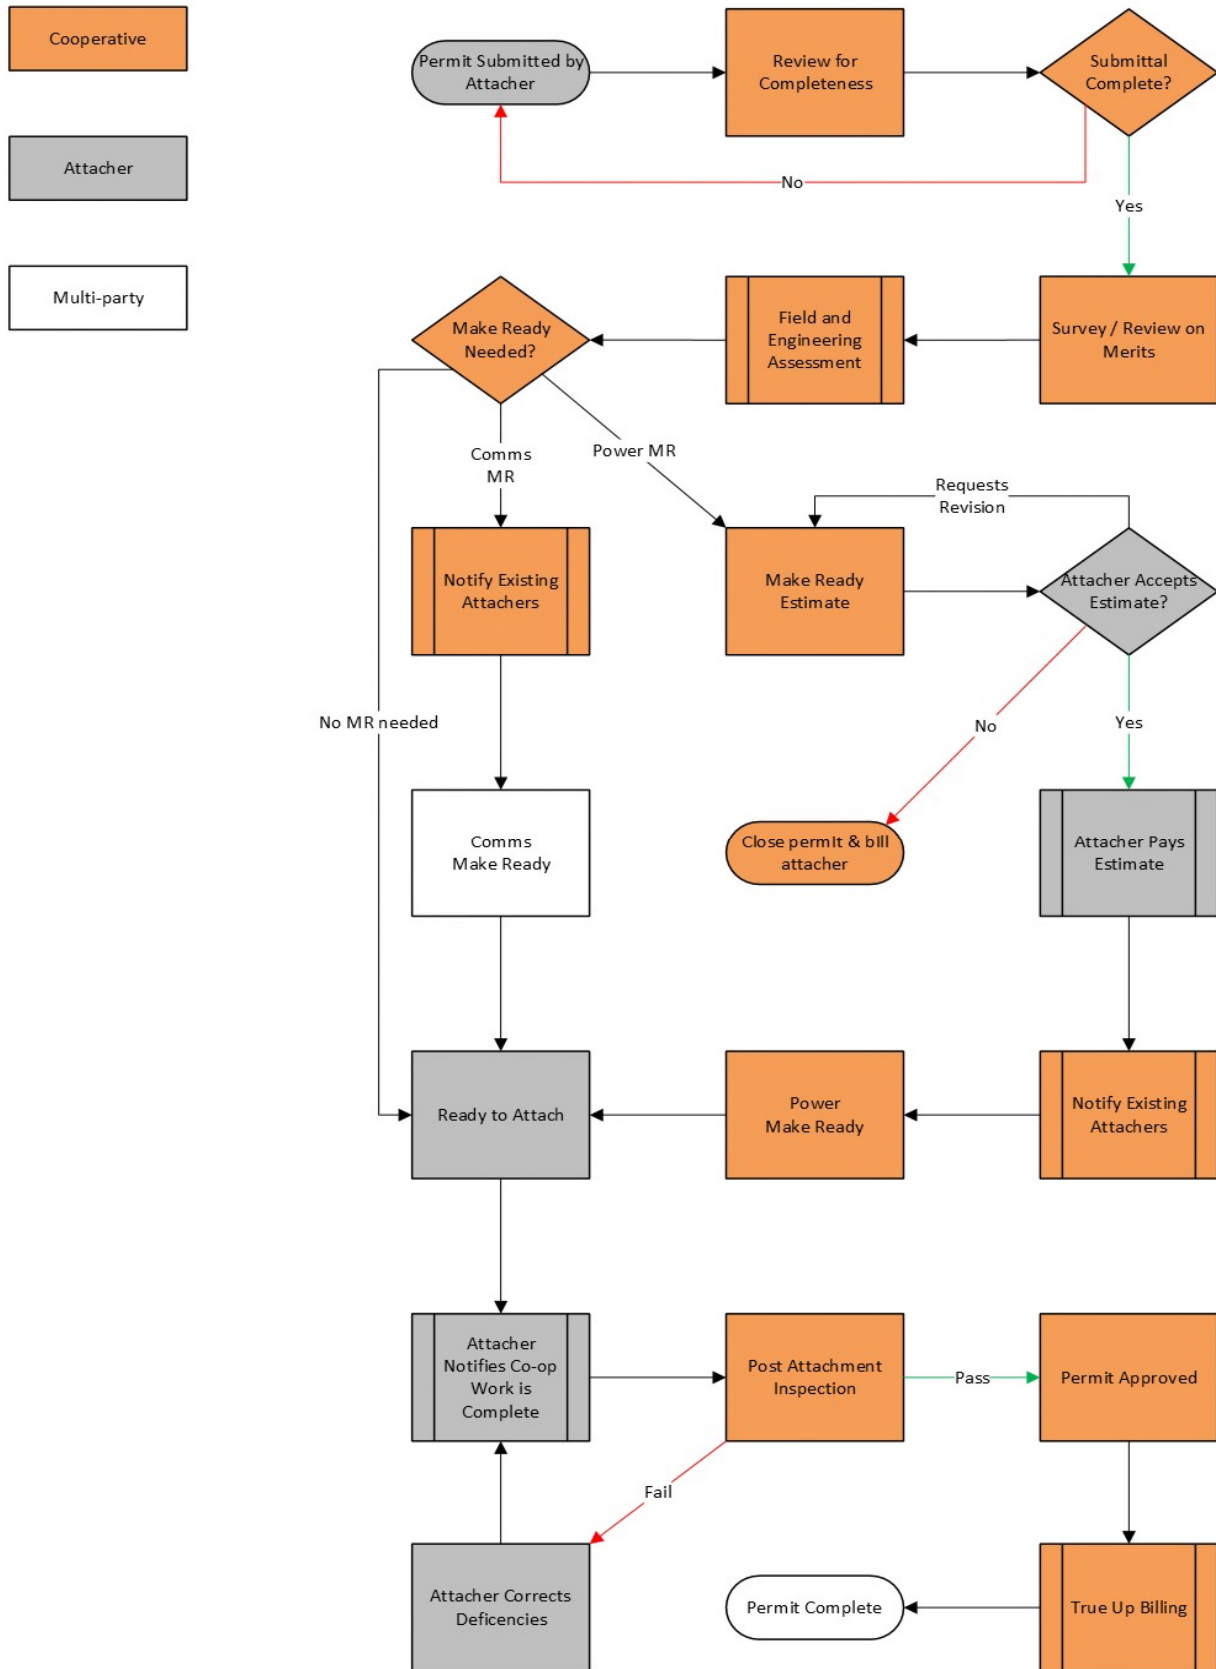 Cooperative
Permit Submitted by
Attacher
Review for
Completeness
Submittal
Complete?
Attacher
No
Yes
Multi-party
Make Ready
Needed?
Field and
Engineering
Assessment
Survey / Review on
Merits
Comms
MR
Power MR
Requests
Revision
Notify Existing
Attachers
Make Ready
Estimate
Attacher Accepts
Estimate?
No MR needed
No
Yes
Comms
Make Ready
Close permit & bill
attacher
Attacher Pays
Estimate
Ready to Attach
Power
Make Ready
Notify Existing
Attachers
Attacher
Notifies Co-op
Work is
Complete
Post Attachment
Inspection
Pass
Permit Approved
Fail
Attacher Corrects
Deficencies
Permit Complete
True Up Billing